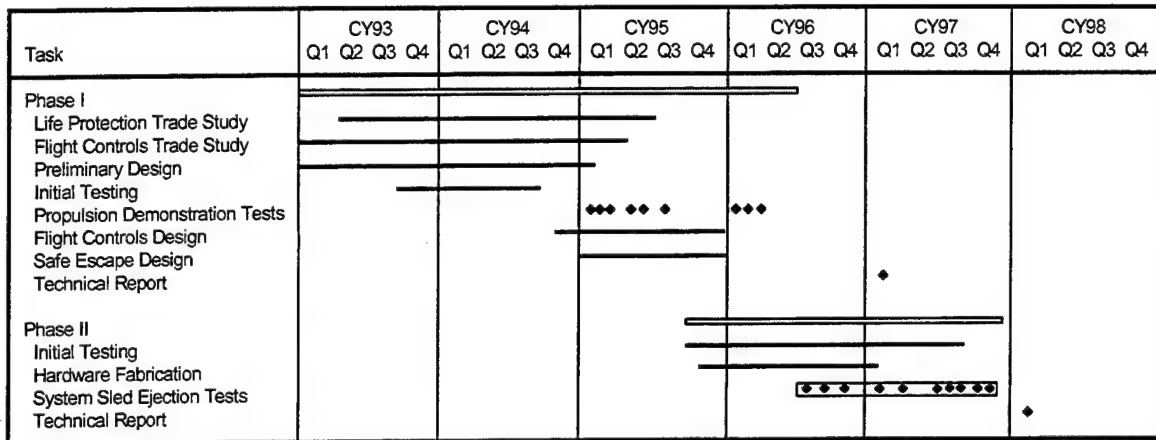 CY93 CY94 CY95 CY96 CY97 CY98
Task Q1 Q2 Q3 Q4 Q1 Q2 Q3 Q4 Q1 Q2 Q3 Q4 Q1 Q2 Q3 Q4 Q1 Q2 Q3 Q4 Q1 Q2 Q3 Q4
Phase I
Life Protection Trade Study
Flight Controls Trade Study
Preliminary Design
Initial Testing
Propulsion Demonstration Tests
Flight Controls Design
Safe Escape Design
Technical Report
Phase II
Initial Testing
Hardware Fabrication
System Sled Ejection Tests
Technical Report